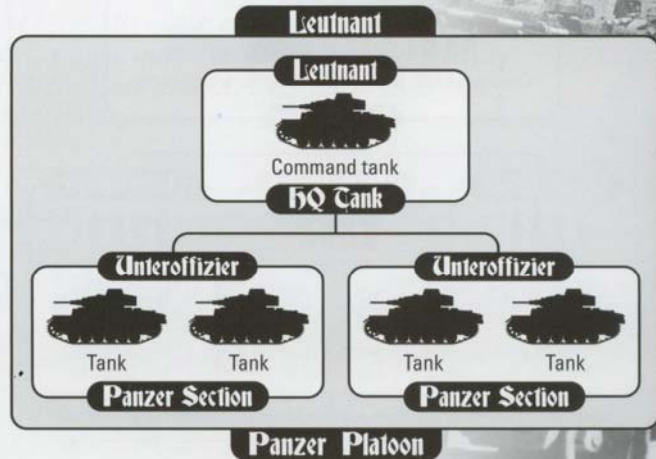 Leutnant
Leutnant
Command tank
HQ Tank
Unteroffizier Unteroffizier
Tank Tank Tank Tank
Panzer Section Panzer Section
Panzer Platoon